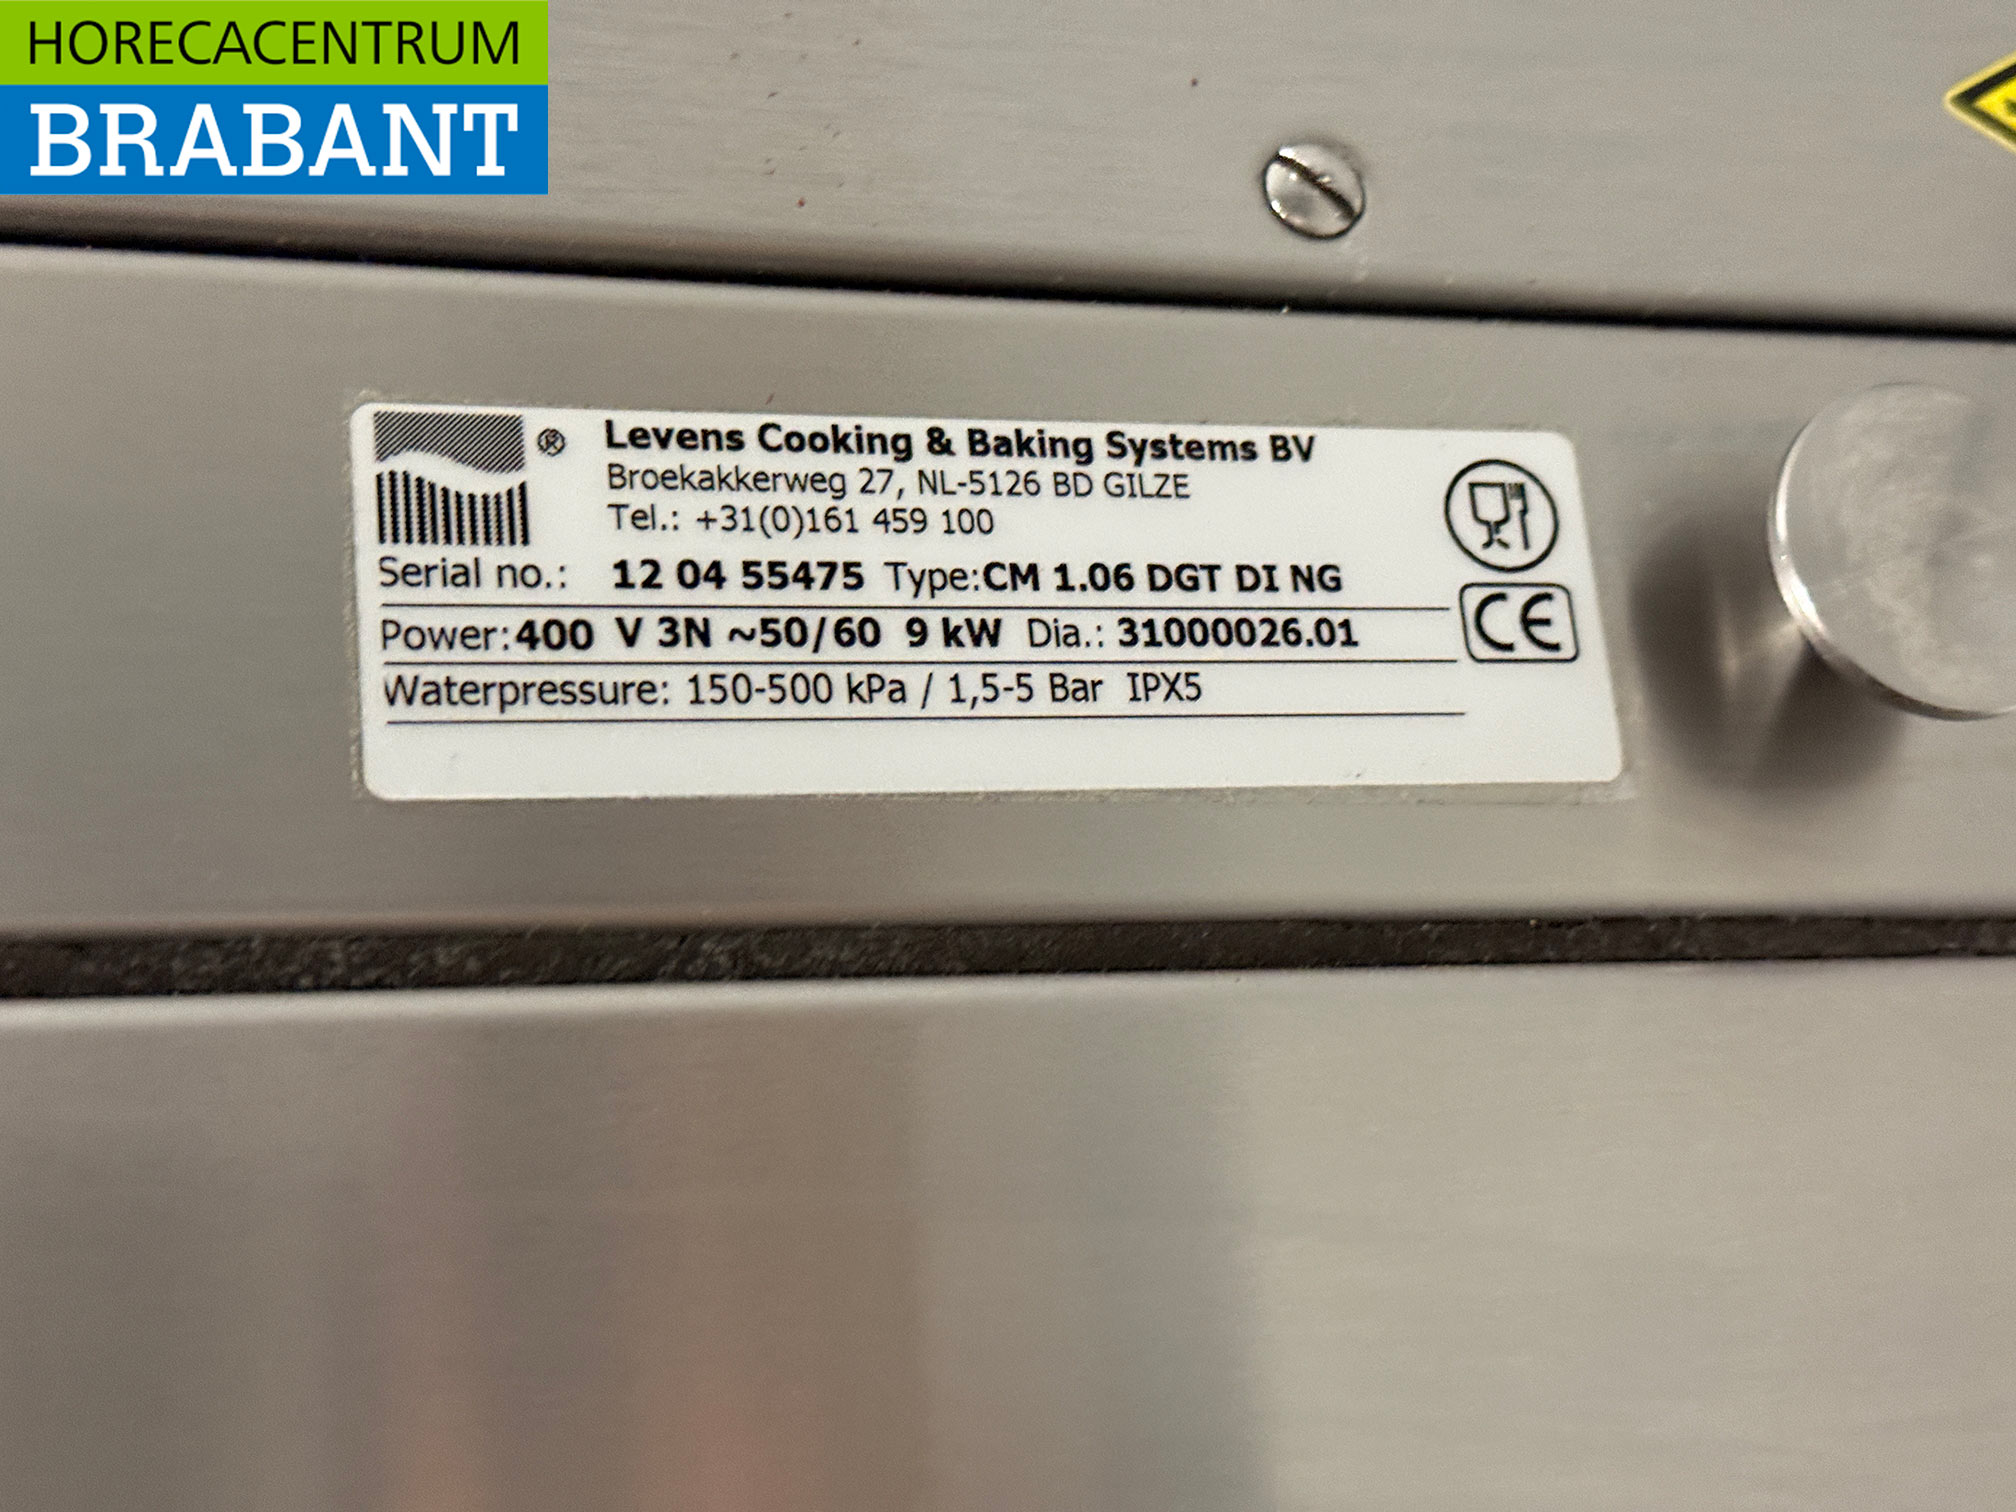 HORECACENTRUM
BRABANT
® Levens Cooking & Baking Systems BV
Broekakkerweg 27, NL-5126 BD GILZE
Tel.: +31(0)161 459 100
Serial no.: 12 04 55475 Type:CM 1.06 DGT DI NG
Power:400 V 3N ~50/60 9 kW Dia.: 31000026.01
CE
Waterpressure: 150-500 kPa / 1,5-5 Bar IPX5